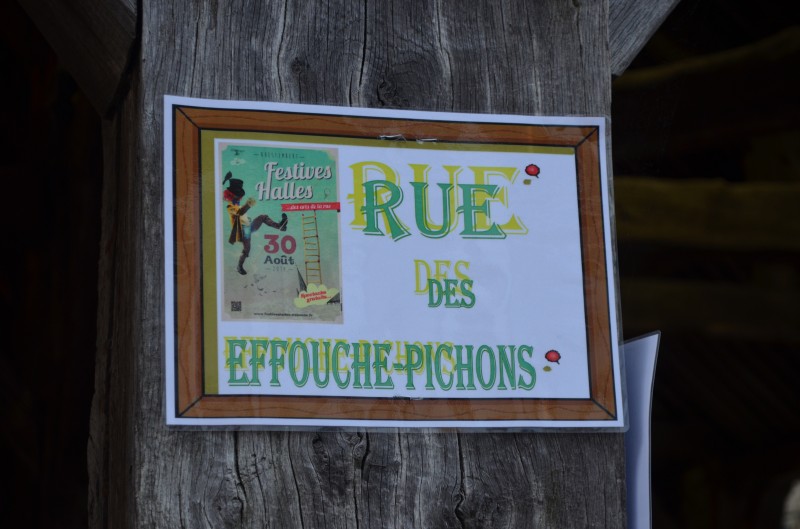 Festives
Halles
...des arts de la rue
30
Août
RUE
DES
EFFOUCHE-PICHONS